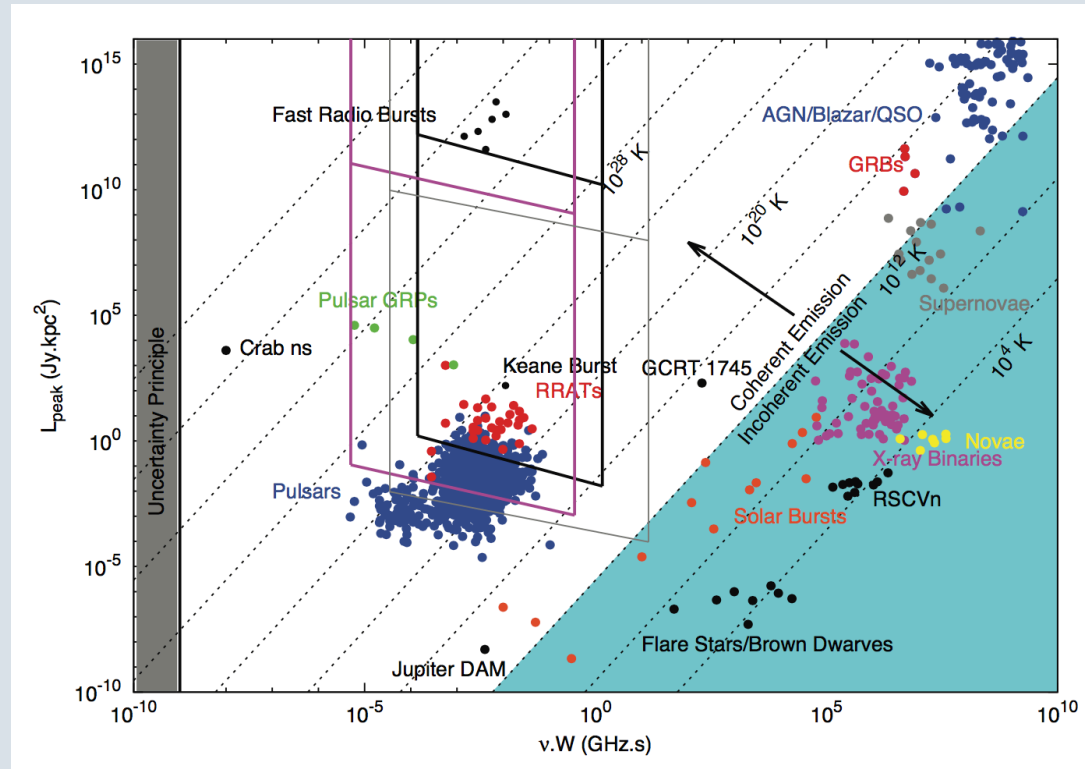 10^15
10^10
10^5
10^0
10^-5
10^-10
L_peak (Jy.kpc^2)
Uncertainty Principle
Fast Radio Bursts
AGN/Blazar/QSO
10^28 K
GRBs
10^20 K
10^12 K
Supernovae
Pulsar GRPs
Crab ns
Keane Burst
GCRT 1745
RRATs
Coherent Emission
Incoherent Emission
10^4 K
Novae
X-ray Binaries
Pulsars
RSCVn
Solar Bursts
Flare Stars/Brown Dwarves
Jupiter DAM
10^-10
10^-5
10^0
10^5
10^10
ν.W (GHz.s)